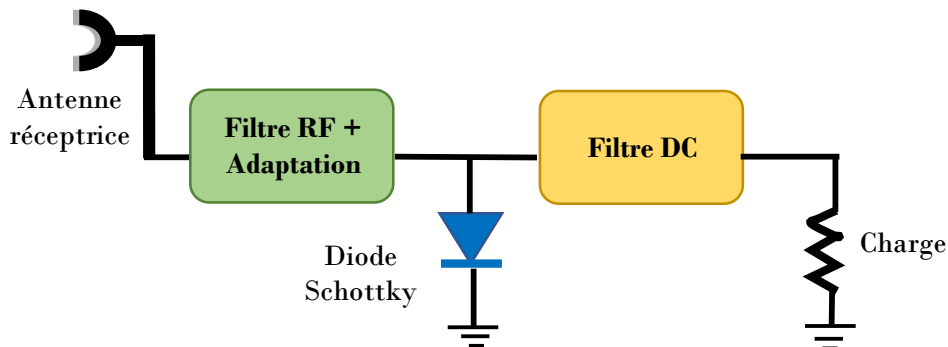 Antenne
réceptrice
Filtre RF +
Adaptation
Filtre DC
Diode
Schottky
Charge